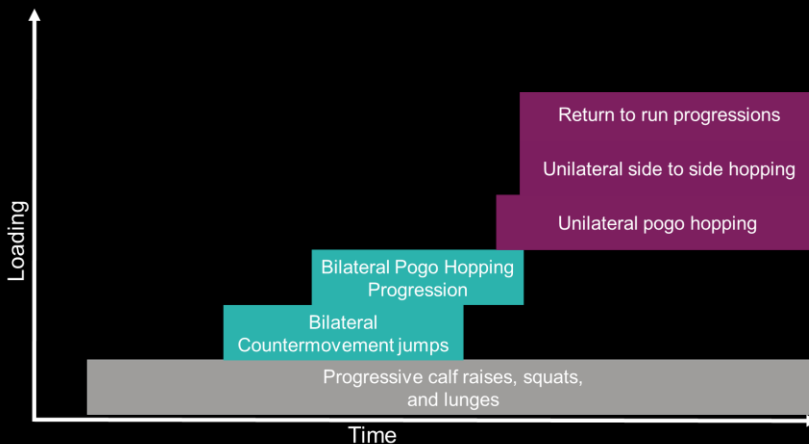 Return to run progressions
Unilateral side to side hopping
Unilateral pogo hopping
Bilateral Pogo Hopping
Progression
Bilateral
Countermovement jumps
Progressive calf raises, squats,
and lunges
Loading
Time